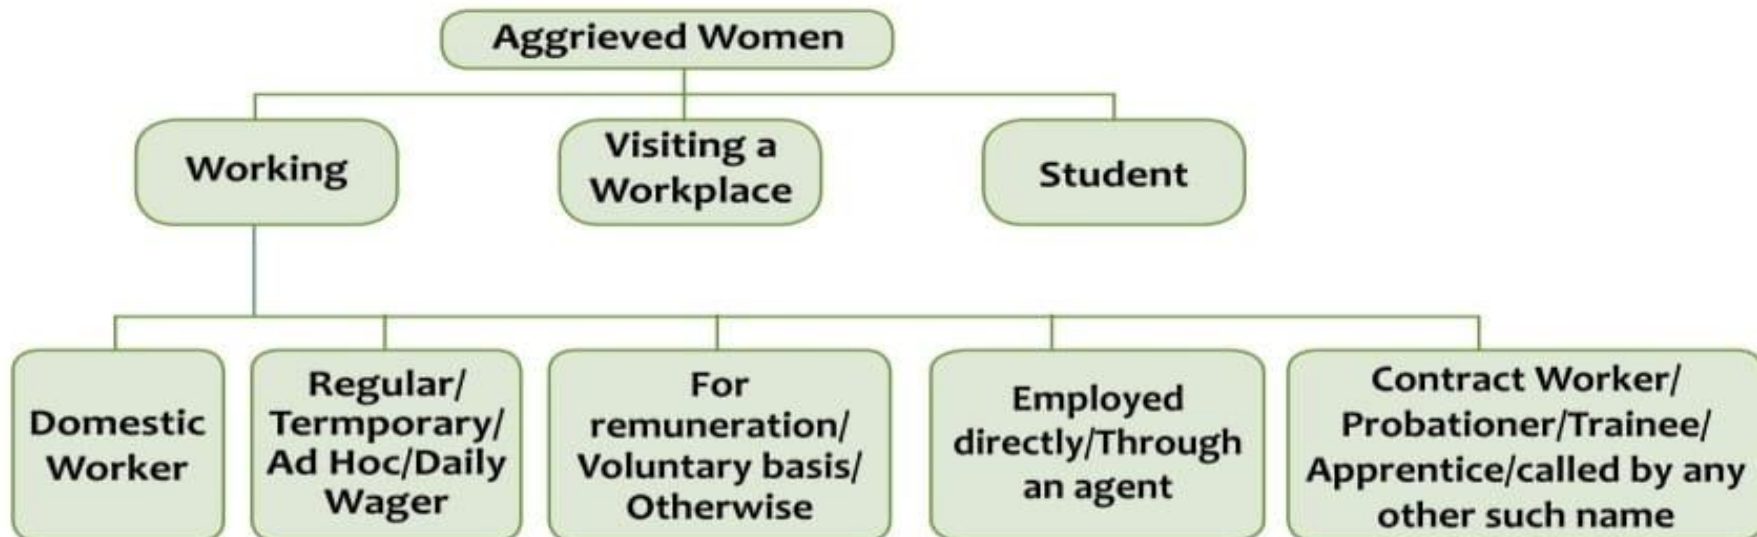 Aggrieved Women
Working
Visiting a
Workplace
Student
Domestic
Worker
Regular/
Termporary/
Ad Hoc/Daily
Wager
For
remuneration/
Voluntary basis/
Otherwise
Employed
directly/Through
an agent
Contract Worker/
Probationer/Trainee/
Apprentice/called by any
other such name